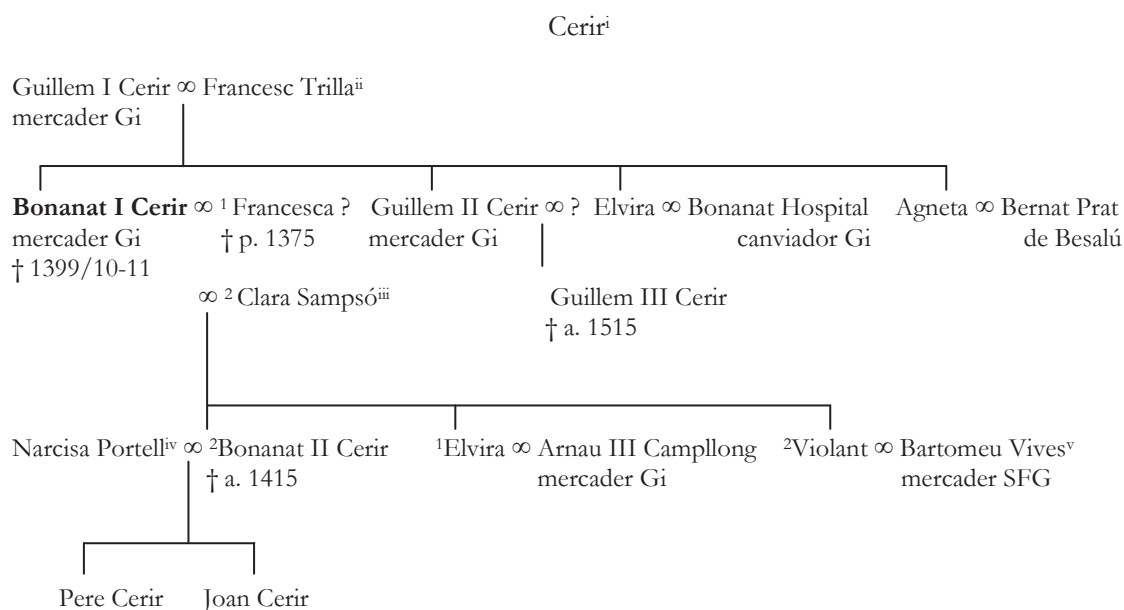 Cerirⁱ
Guillem I Cerir ∞ Francesc Trillaⁱⁱ
mercader Gi
Bonanat I Cerir ∞ ¹ Francesca ? Guillem II Cerir ∞ ? Elvira ∞ Bonanat Hospital Agneta ∞ Bernat Prat
mercader Gi † p. 1375 mercader Gi canviador Gi de Besalú
† 1399/10-11
∞ ² Clara Sampsóⁱⁱⁱ Guillem III Cerir
† a. 1515
Narcisa Portellⁱᵛ ∞ ²Bonanat II Cerir ¹Elvira ∞ Arnau III Campllong ²Violant ∞ Bartomeu Vivesᵛ
† a. 1415 mercader Gi mercader SFG
Pere Cerir Joan Cerir